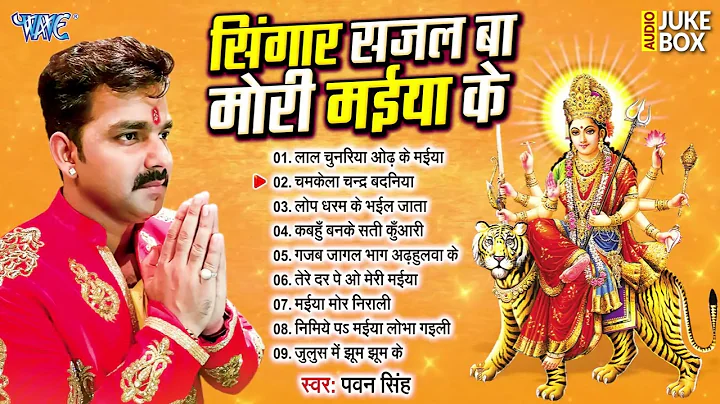 WAVE
AUDIO
JUKE
BOX
सिंगार सजल बा
मोरी मईया के
01. लाल चुनरिया ओढ़ के मईया
02. चमकेला चन्द्र बदनिया
03. लोप धरम के भईल जाता
04. कबहुँ बनके सती कुँआरी
05. गजब जागल भाग अढ़हुलवा के
06. तेरे दर पे ओ मेरी मईया
07. मईया मोर निराली
08. निमिये पS मईया लोभा गइली
09. जुलुस में झूम झूम के
स्वर: पवन सिंह